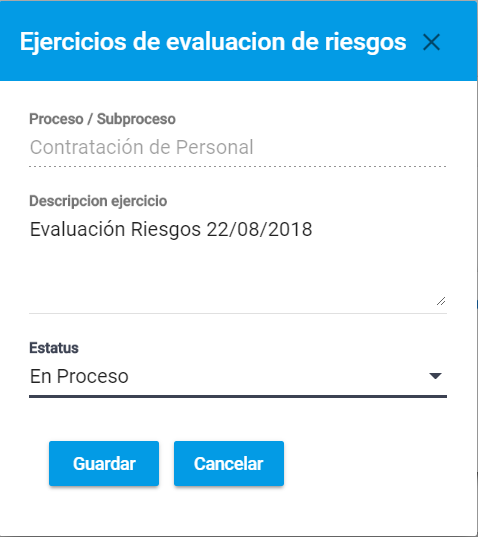 Ejercicios de evaluacion de riesgos
Proceso / Subproceso
Contratación de Personal
Descripcion ejercicio
Evaluación Riesgos 22/08/2018
Estatus
En Proceso
Guardar Cancelar